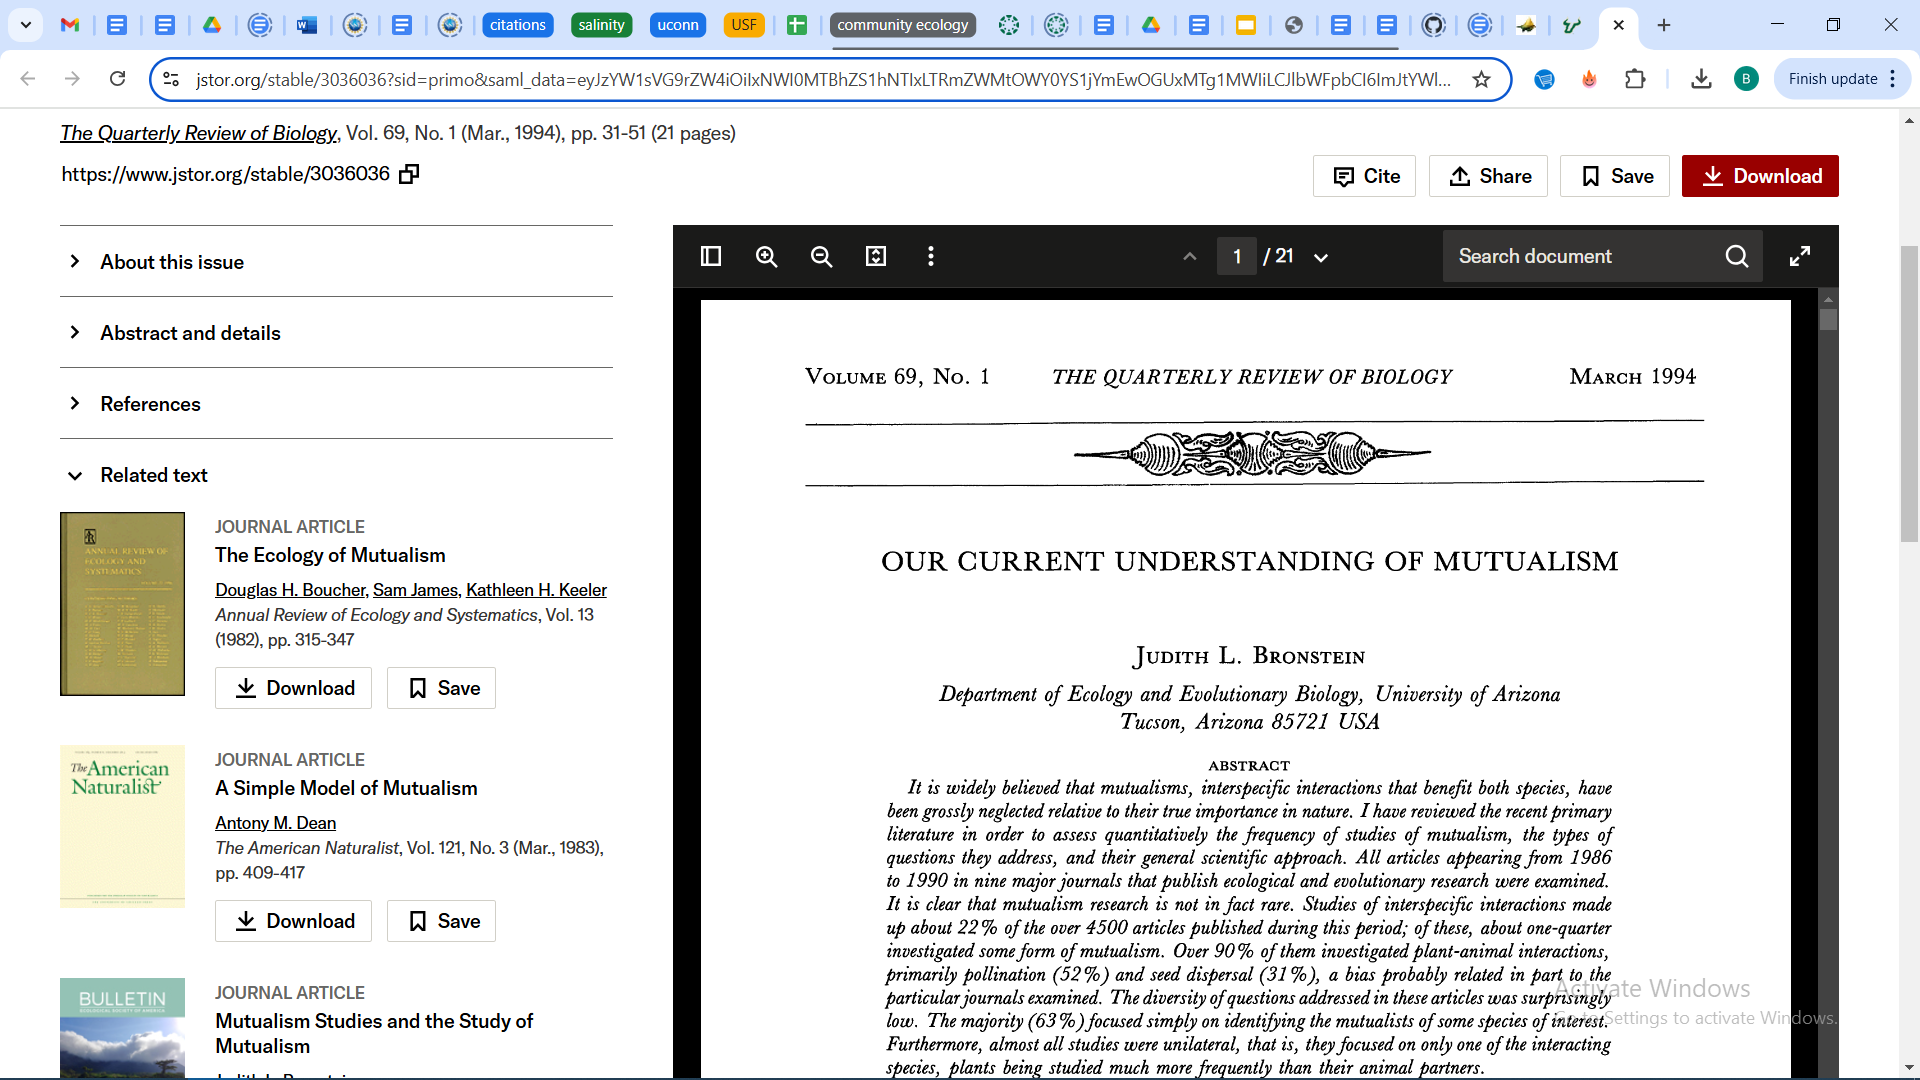 citations
salinity
uconn
USF
community ecology
jstor.org/stable/3036036?sid=primo&saml_data=eyJzYW1sVG9rZW4iOiIxNWI0MTBhZS1hNTIxLTRmZWMtOWY0YS1jYmEwOGUxMTg1MWIiLCJlbWFpbCI6ImJtYWl...
B
Finish update
The Quarterly Review of Biology, Vol. 69, No. 1 (Mar., 1994), pp. 31-51 (21 pages)
https://www.jstor.org/stable/3036036
Cite
Share
Save
Download
About this issue
Abstract and details
References
Related text
JOURNAL ARTICLE
The Ecology of Mutualism
Douglas H. Boucher, Sam James, Kathleen H. Keeler
Annual Review of Ecology and Systematics, Vol. 13
(1982), pp. 315-347
Download
Save
ANNUAL REVIEW OF
ECOLOGY AND
SYSTEMATICS
JOURNAL ARTICLE
A Simple Model of Mutualism
Antony M. Dean
The American Naturalist, Vol. 121, No. 3 (Mar., 1983),
pp. 409-417
Download
Save
The American
Naturalist
JOURNAL ARTICLE
Mutualism Studies and the Study of
Mutualism
BULLETIN
1 / 21
Search document
VOLUME 69, NO. 1
THE QUARTERLY REVIEW OF BIOLOGY
MARCH 1994
OUR CURRENT UNDERSTANDING OF MUTUALISM
JUDITH L. BRONSTEIN
Department of Ecology and Evolutionary Biology, University of Arizona
Tucson, Arizona 85721 USA
ABSTRACT
It is widely believed that mutualisms, interspecific interactions that benefit both species, have
been grossly neglected relative to their true importance in nature. I have reviewed the recent primary
literature in order to assess quantitatively the frequency of studies of mutualism, the types of
questions they address, and their general scientific approach. All articles appearing from 1986
to 1990 in nine major journals that publish ecological and evolutionary research were examined.
It is clear that mutualism research is not in fact rare. Studies of interspecific interactions made
up about 22% of the over 4500 articles published during this period; of these, about one-quarter
investigated some form of mutualism. Over 90% of them investigated plant-animal interactions,
primarily pollination (52%) and seed dispersal (31%), a bias probably related in part to the
particular journals examined. The diversity of questions addressed in these articles was surprisingly
low. The majority (63%) focused simply on identifying the mutualists of some species of interest.
Furthermore, almost all studies were unilateral, that is, they focused on only one of the interacting
species, plants being studied much more frequently than their animal partners.
Activate Windows
Go to Settings to activate Windows.